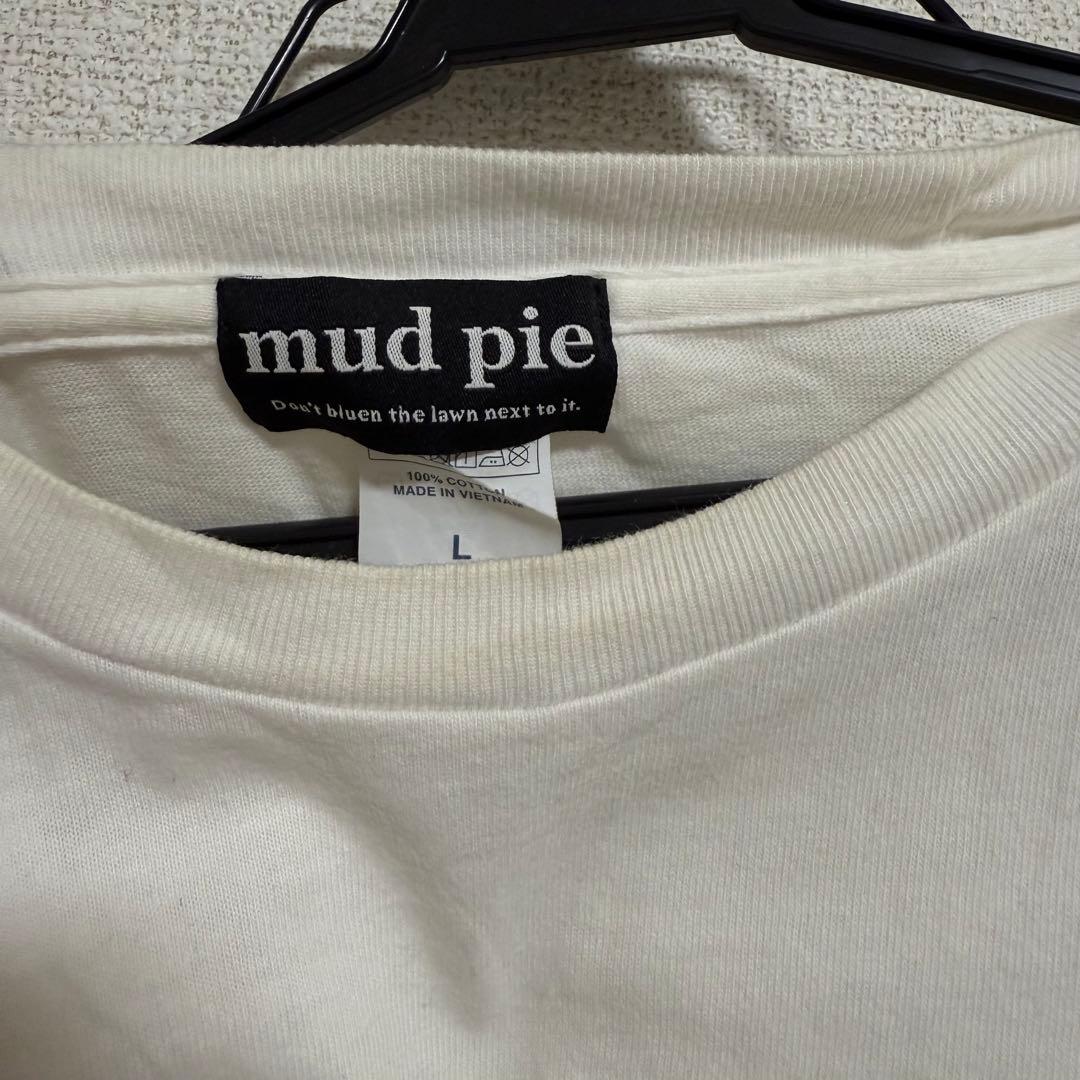 mud pie
Don't bluen the lawn next to it.
100% COTTON
MADE IN VIETNAM
L